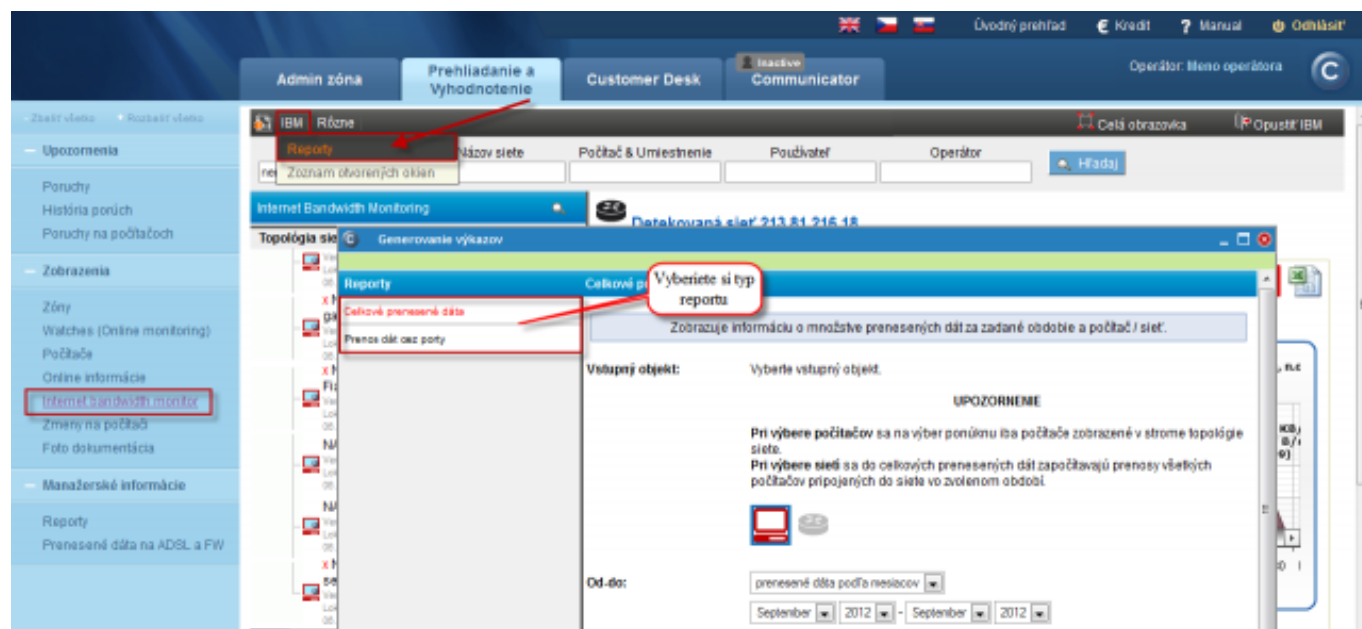 Úvodný prehľad
€ Kredit
? Manual
Odhlásiť
Admin zóna
Prehliadanie a
Vyhodnotenie
Customer Desk
Inactive
Communicator
Operátor: Meno operátora
- Zbaliť všetko + Rozbaliť všetko
IBM Rôzne
Celá obrazovka
Opustiť IBM
Upozornenia
Poruchy
História porúch
Poruchy na počítačoch
Zobrazenia
Zóny
Watches (Online monitoring)
Počítače
Online informácie
Internet bandwidth monitor
Zmeny na počítači
Foto dokumentácia
Manažerské informácie
Reporty
Prenesené dáta na ADSL a FW
Reporty
Zoznam otvorených okien
Názov siete
Počítač & Umiestnenie
Používateľ
Operátor
Hľadaj
Internet Bandwidth Monitoring
Detekovaná sieť 213.81.216.18
Topológia sie
Generovanie výkazov
Reporty
Celkové prenesené dáta
Prenos dát cez porty
Vyberiete si typ
reportu
Celkové p
Zobrazuje informáciu o množstve prenesených dát za zadané obdobie a počítač / sieť.
Vstupný objekt:
Vyberte vstupný objekt.
UPOZORNENIE
Pri výbere počítačov sa na výber ponúknu iba počítače zobrazené v strome topológie
siete.
Pri výbere sietí sa do celkových prenesených dát započítavajú prenosy všetkých
počítačov pripojených do siete vo zvolenom období.
Od-do:
prenesené dáta podľa mesiacov
September 2012 - September 2012